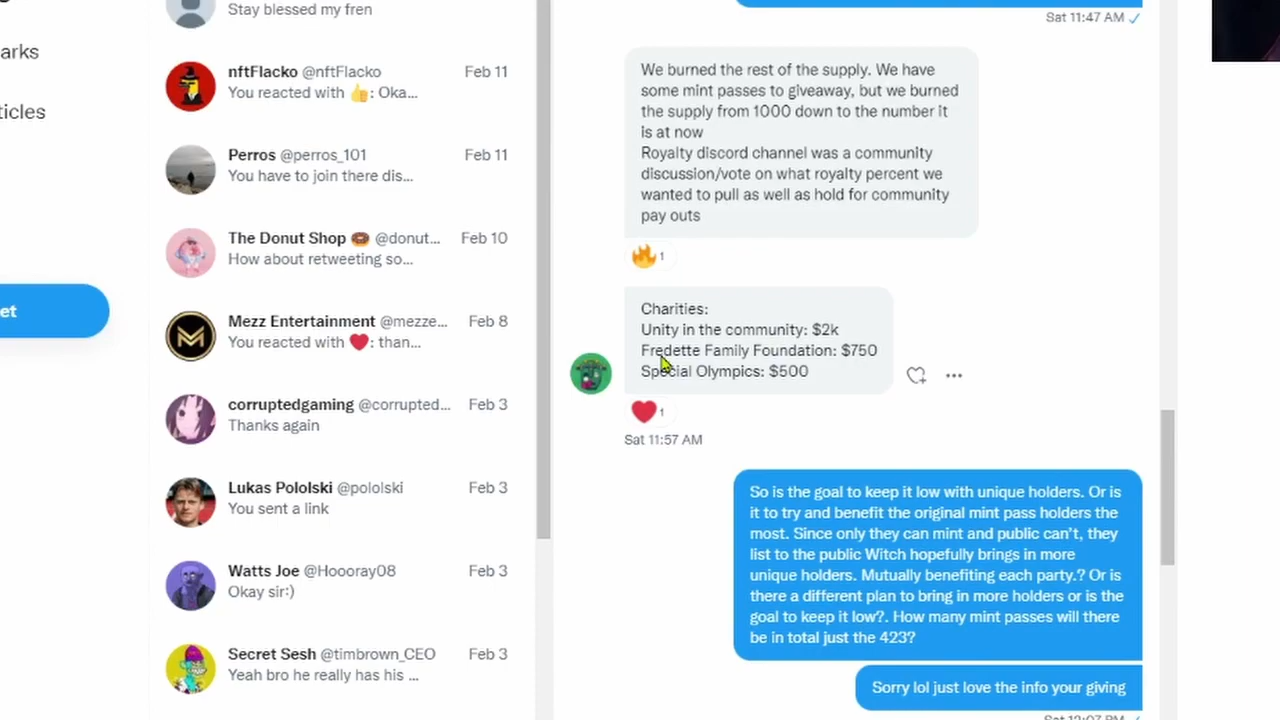 arks
ticles
et
Stay blessed my fren
nftFlacko @nftFlacko Feb 11
You reacted with 👍: Oka...
Perros @perros_101 Feb 11
You have to join there dis...
The Donut Shop 🍩 @donut... Feb 10
How about retweeting so...
Mezz Entertainment @mezze... Feb 8
You reacted with ❤️: than...
corruptedgaming @corrupted... Feb 3
Thanks again
Lukas Pololski @pololski Feb 3
You sent a link
Watts Joe @Hoooray08 Feb 3
Okay sir:)
Secret Sesh @timbrown_CEO Feb 3
Yeah bro he really has his ...
Sat 11:47 AM ✓
We burned the rest of the supply. We have
some mint passes to giveaway, but we burned
the supply from 1000 down to the number it
is at now
Royalty discord channel was a community
discussion/vote on what royalty percent we
wanted to pull as well as hold for community
pay outs
🔥 1
Charities:
Unity in the community: $2k
Fredette Family Foundation: $750
Special Olympics: $500
❤️ 1
Sat 11:57 AM
So is the goal to keep it low with unique holders. Or is
it to try and benefit the original mint pass holders the
most. Since only they can mint and public can't, they
list to the public Witch hopefully brings in more
unique holders. Mutually benefiting each party.? Or is
there a different plan to bring in more holders or is the
goal to keep it low?. How many mint passes will there
be in total just the 423?
Sorry lol just love the info your giving
Sat 12:07 PM ✓